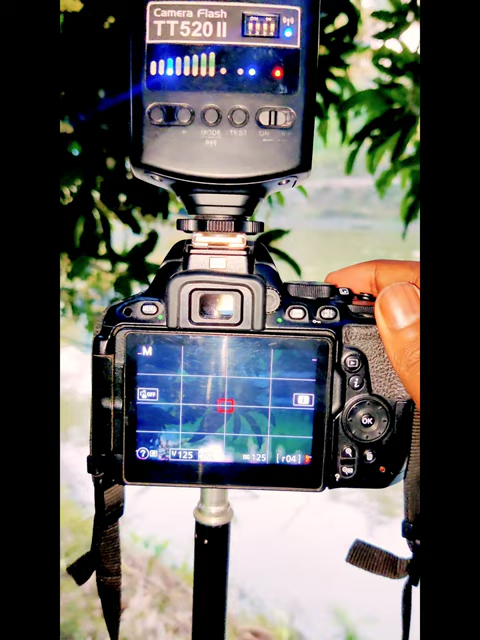 Camera Flash
TT520 II
MODE
TEST
ON
M
OFF
OK
? 125
125
[r04]